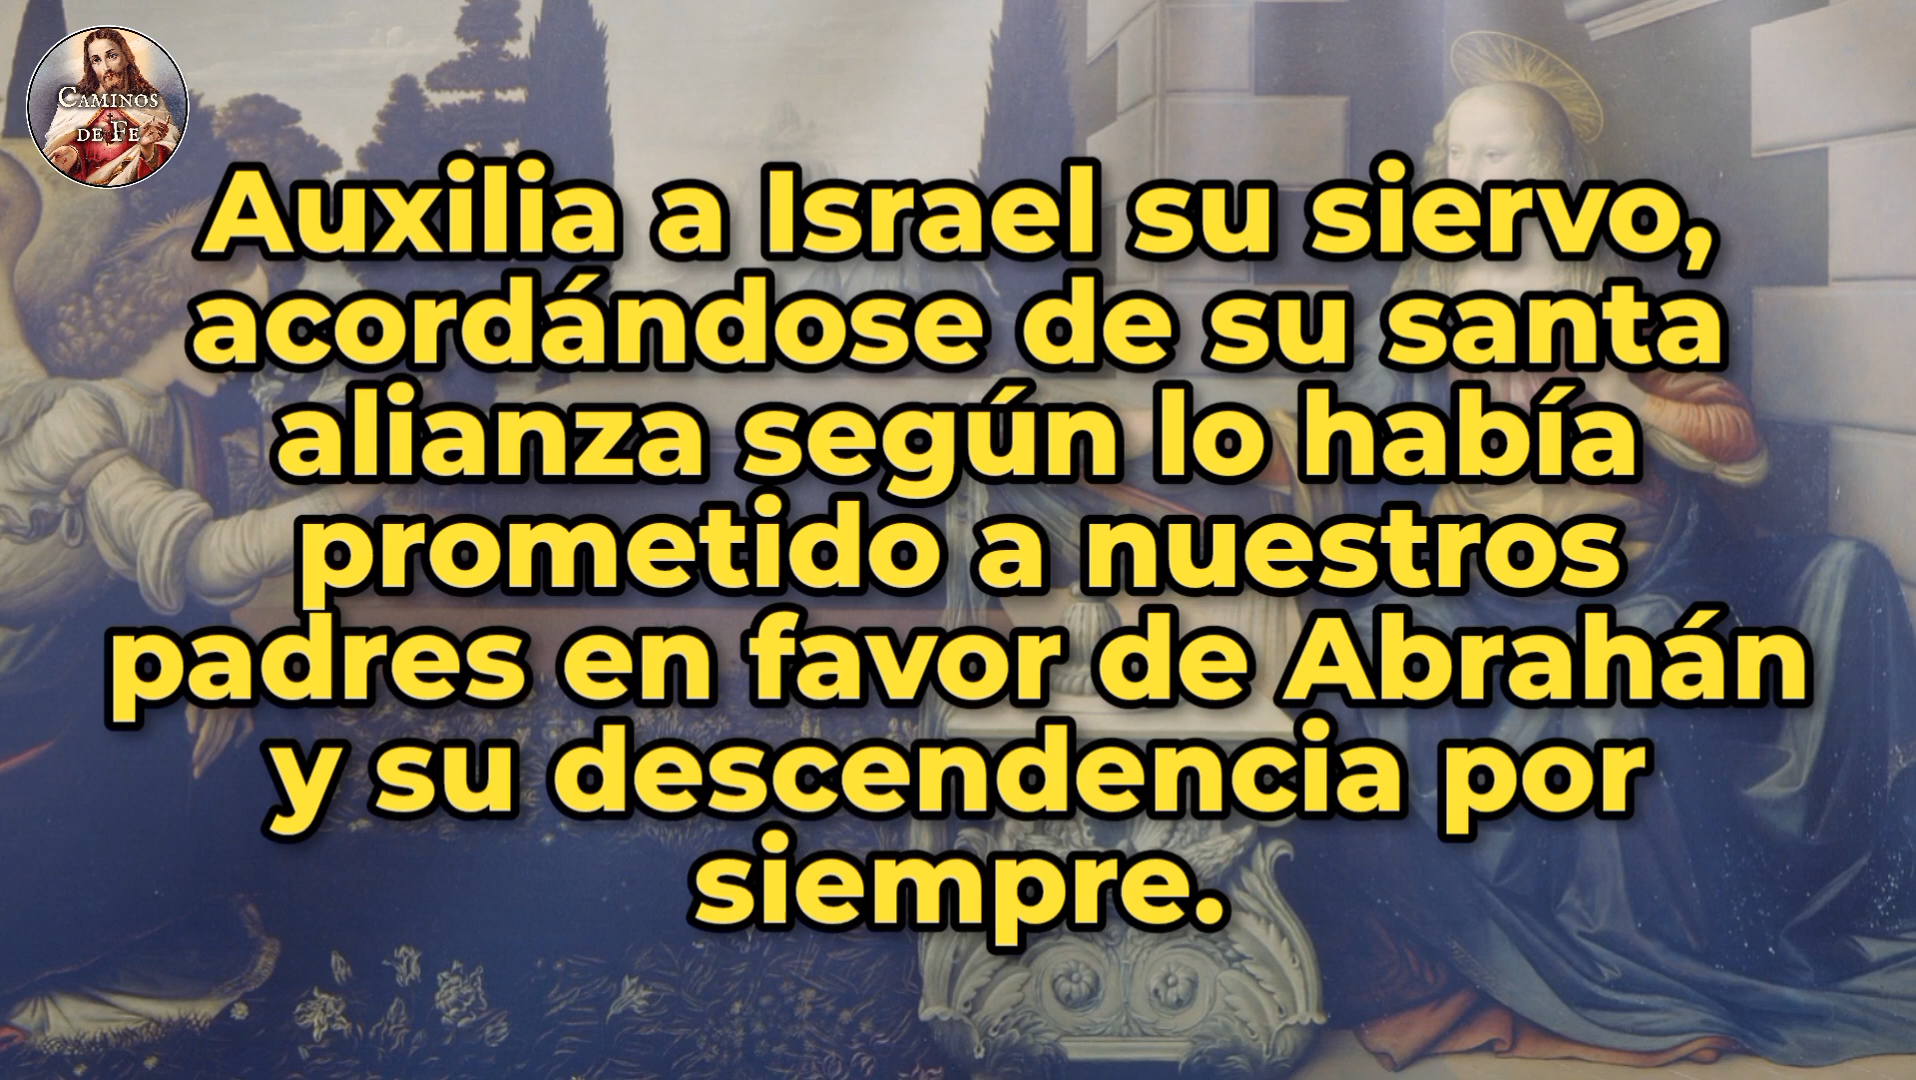 CAMINOS
DE FE
Auxilia a Israel su siervo,
acordándose de su santa
alianza según lo había
prometido a nuestros
padres en favor de Abrahán
y su descendencia por
siempre.